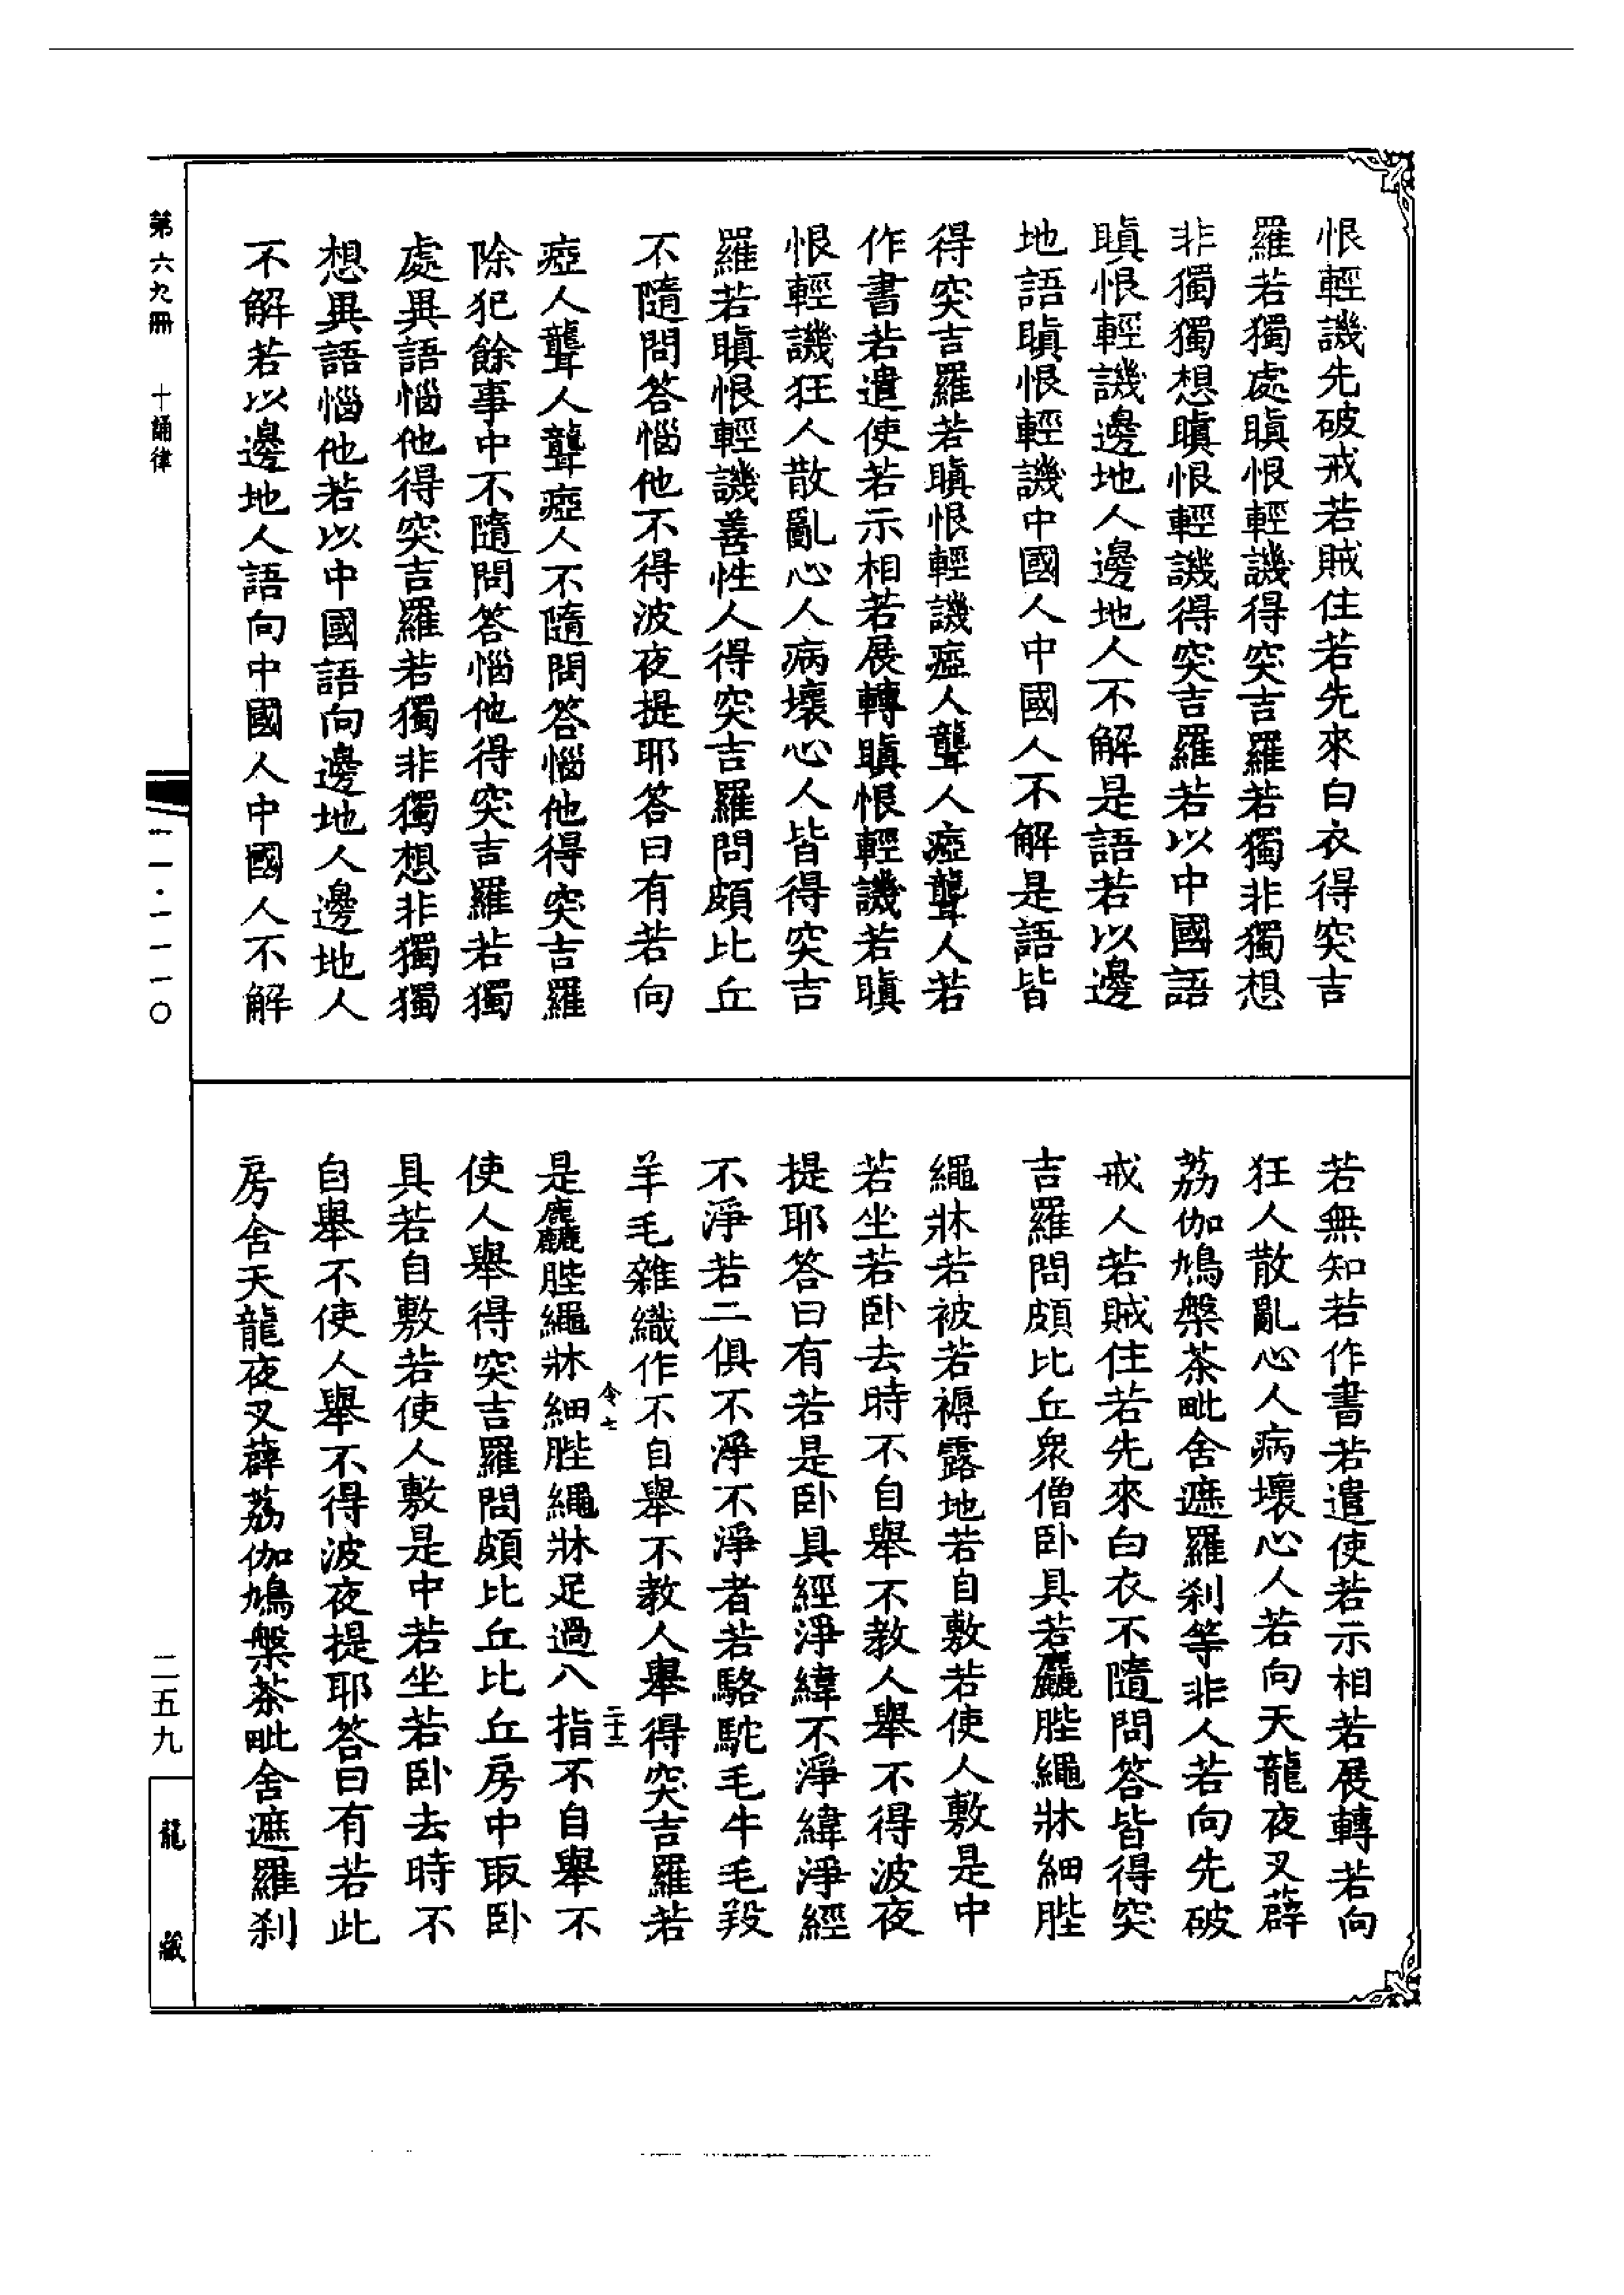 恨輕譏先破戒若賊住若先來白衣得突吉
羅若獨處瞋恨輕譏得突吉羅若獨非獨想
非獨獨想瞋恨輕譏得突吉羅若以中國語
瞋恨輕譏邊地人邊地人不解是語若以邊
地語瞋恨輕譏中國人中國人不解是語皆
得突吉羅若瞋恨輕譏瘂人聾人瘂聾人若
作書若遣使若示相若展轉瞋恨輕譏若瞋
恨輕譏狂人散亂心人病壞心人皆得突吉
羅若瞋恨輕譏善性人得突吉羅問頗比丘
不隨問答惱他不得波夜提耶答曰有若向
瘂人聾人聾瘂人不隨問答惱他得突吉羅
除犯餘事中不隨問答惱他得突吉羅若獨
處異語惱他得突吉羅若獨非獨想非獨獨
想異語惱他若以中國語向邊地人邊地人
不解若以邊地人語向中國人中國人不解
若無知若作書若遣使若示相若展轉若向
狂人散亂心人病壞心人若向天龍夜叉薜
荔伽鳩槃茶毗舍遮羅刹等非人若向先破
戒人若賊住若先來白衣不隨問答皆得突
吉羅問頗比丘眾僧卧具若麤陛繩牀細陛
繩牀若被若褥露地若自敷若使人敷是中
若坐若卧去時不自舉不教人舉不得波夜
提耶答曰有若是卧具經淨緯不淨緯淨經
不淨若二俱不淨不淨者若駱駝毛牛毛羖
羊毛雜織作不自舉不教人舉得突吉羅若
令七
二十二
是麤陛繩牀細陛繩牀足過八指不自舉不
使人舉得突吉羅問頗比丘比丘房中取卧
具若自敷若使人敷是中若坐若卧去時不
自舉不使人舉不得波夜提耶答曰有若此
房舍天龍夜叉薜荔伽鳩槃茶毗舍遮羅刹
第六九冊 十誦律
一一·一一一〇
二五九
龍藏